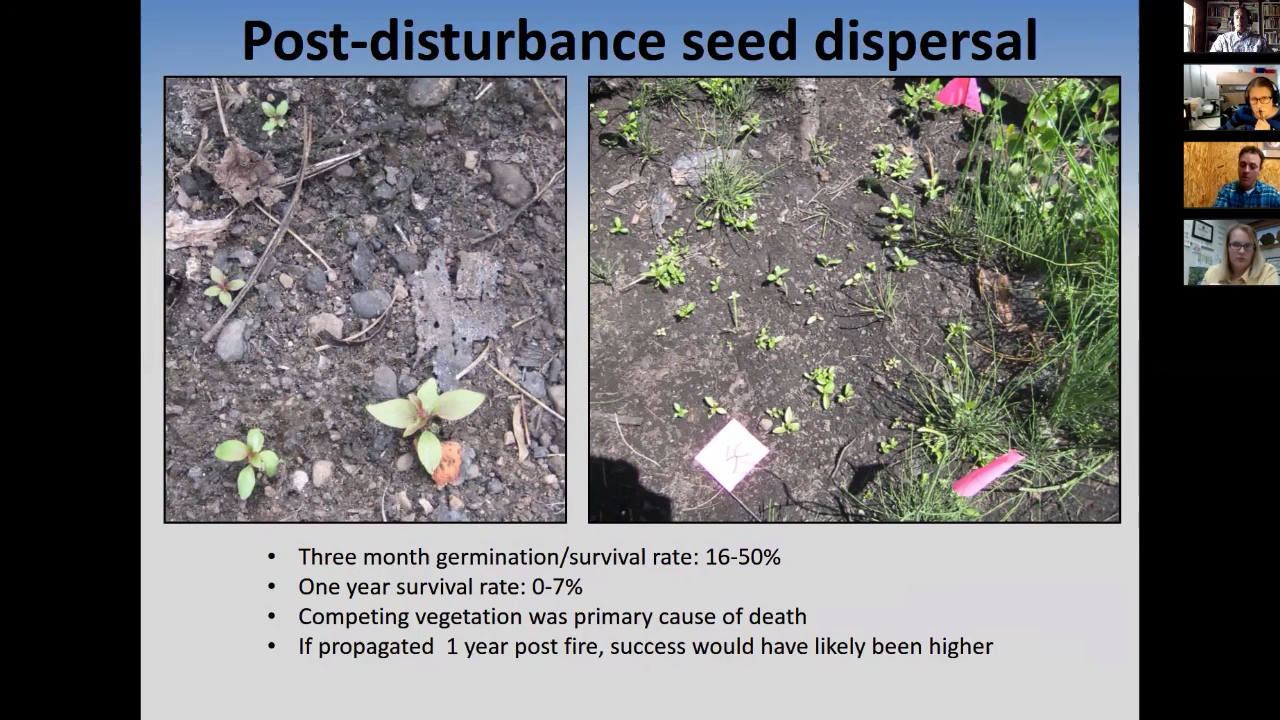 Post-disturbance seed dispersal
4
• Three month germination/survival rate: 16-50%
• One year survival rate: 0-7%
• Competing vegetation was primary cause of death
• If propagated 1 year post fire, success would have likely been higher